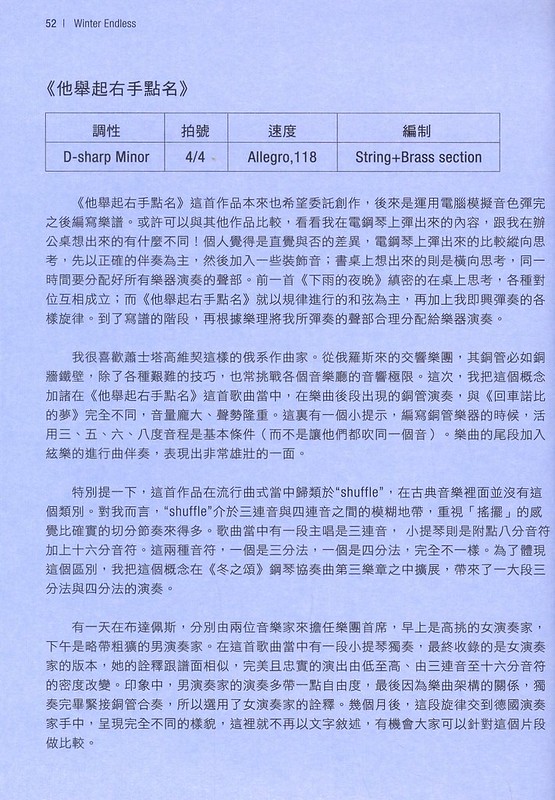 52 | Winter Endless
《他舉起右手點名》
調性 拍號 速度 編制
D-sharp Minor 4/4 Allegro,118 String+Brass section
《他舉起右手點名》這首作品本來也希望委託創作,後來是運用電腦模擬音色彈完
之後編寫樂譜。或許可以與其他作品比較,看看我在電鋼琴上彈出來的內容,跟我在辦
公桌想出來的有什麼不同!個人覺得是直覺與否的差異,電鋼琴上彈出來的比較縱向思
考,先以正確的伴奏為主,然後加入一些裝飾音;書桌上想出來的則是橫向思考,同一
時間要分配好所有樂器演奏的聲部。前一首《下雨的夜晚》縝密的在桌上思考,各種對
位互相成立;而《他舉起右手點名》就以規律進行的和弦為主,再加上我即興彈奏的各
樣旋律。到了寫譜的階段,再根據樂理將我所彈奏的聲部合理分配給樂器演奏。
我很喜歡蕭士塔高維契這樣的俄系作曲家。從俄羅斯來的交響樂團,其銅管必如銅
牆鐵壁,除了各種艱難的技巧,也常挑戰各個音樂廳的音響極限。這次,我把這個概念
加諸在《他舉起右手點名》這首歌曲當中,在樂曲後段出現的銅管演奏,與《回車諾比
的夢》完全不同,音量龐大、聲勢隆重。這裏有一個小提示,編寫銅管樂器的時候,活
用三、五、六、八度音程是基本條件(而不是讓他們都吹同一個音)。樂曲的尾段加入
絃樂的進行曲伴奏,表現出非常雄壯的一面。
特別提一下,這首作品在流行曲式當中歸類於“shuffle”,在古典音樂裡面並沒有這
個類別。對我而言,“shuffle”介於三連音與四連音之間的模糊地帶,重視「搖擺」的感
覺比確實的切分節奏來得多。歌曲當中有一段主唱是三連音, 小提琴則是附點八分音符
加上十六分音符。這兩種音符,一個是三分法,一個是四分法,完全不一樣。為了體現
這個區別,我把這個概念在《冬之頌》鋼琴協奏曲第三樂章之中擴展,帶來了一大段三
分法與四分法的演奏。
有一天在布達佩斯,分別由兩位音樂家來擔任樂團首席,早上是高挑的女演奏家,
下午是略帶粗獷的男演奏家。在這首歌曲當中有一段小提琴獨奏,最終收錄的是女演奏
家的版本,她的詮釋跟譜面相似,完美且忠實的演出由低至高、由三連音至十六分音符
的密度改變。印象中,男演奏家的演奏多帶一點自由度,最後因為樂曲架構的關係,獨
奏完畢緊接銅管合奏,所以選用了女演奏家的詮釋。幾個月後,這段旋律交到德國演奏
家手中,呈現完全不同的樣貌,這裡就不再以文字敘述,有機會大家可以針對這個片段
做比較。